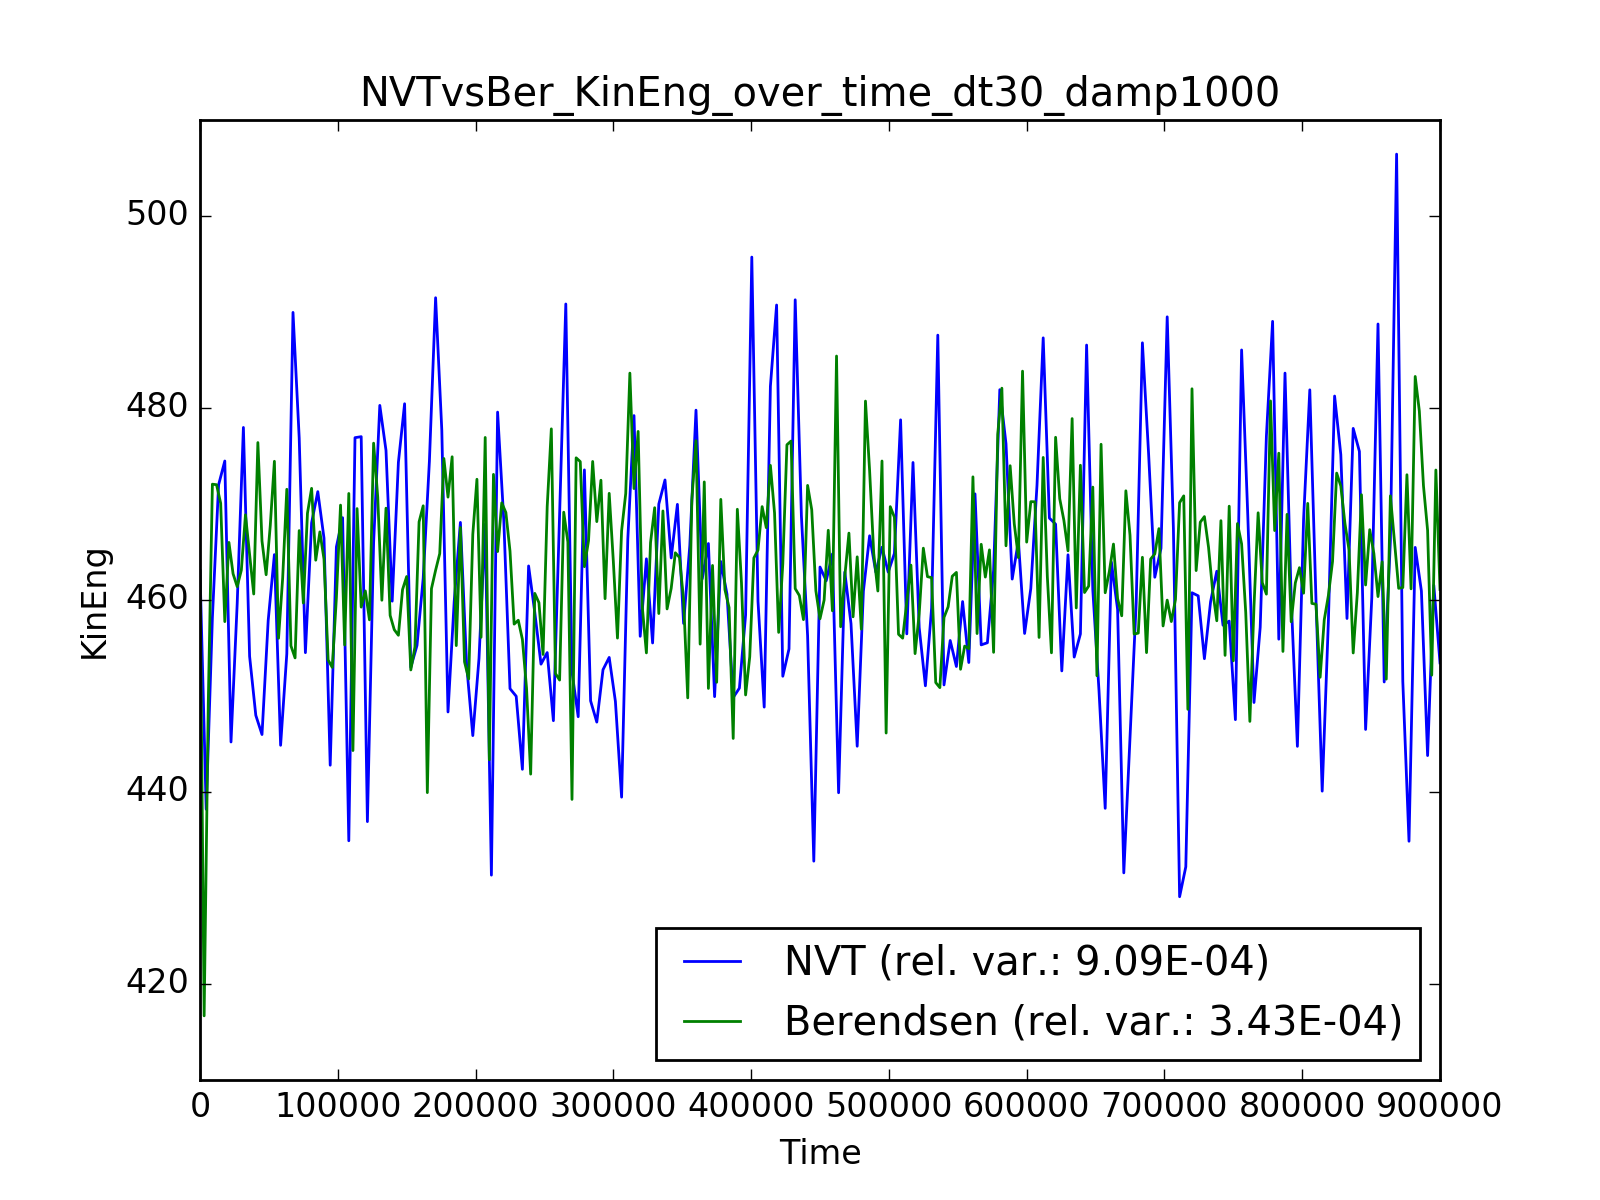 NVTvsBer_KinEng_over_time_dt30_damp1000
500
480
460
440
420
KinEng
NVT (rel. var.: 9.09E-04)
Berendsen (rel. var.: 3.43E-04)
0 100000 200000 300000 400000 500000 600000 700000 800000 900000
Time